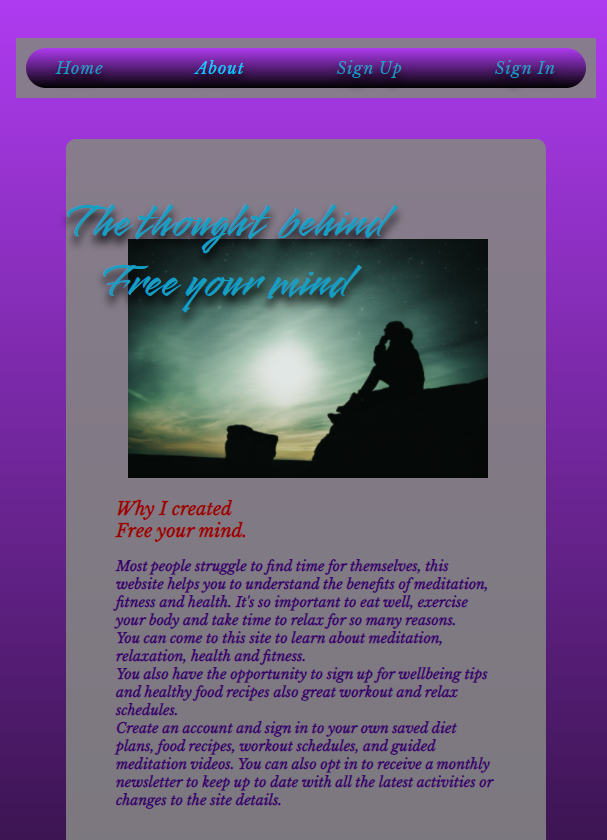 Home About Sign Up Sign In
The thought behind
Free your mind
Why I created
Free your mind.
Most people struggle to find time for themselves, this
website helps you to understand the benefits of meditation,
fitness and health. It's so important to eat well, exercise
your body and take time to relax for so many reasons.
You can come to this site to learn about meditation,
relaxation, health and fitness.
You also have the opportunity to sign up for wellbeing tips
and healthy food recipes also great workout and relax
schedules.
Create an account and sign in to your own saved diet
plans, food recipes, workout schedules, and guided
meditation videos. You can also opt in to receive a monthly
newsletter to keep up to date with all the latest activities or
changes to the site details.